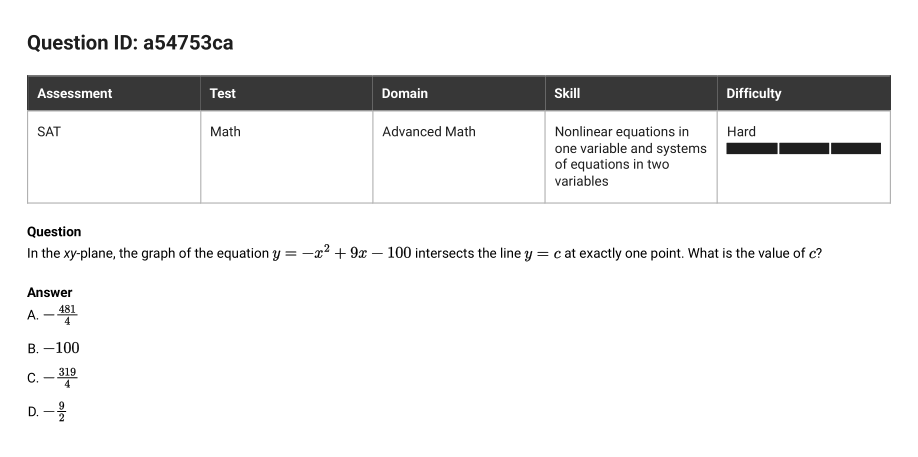 Question ID: a54753ca
Assessment Test Domain Skill Difficulty
SAT Math Advanced Math Nonlinear equations in Hard
one variable and systems
of equations in two
variables
Question
In the xy-plane, the graph of the equation y = −x² + 9x − 100 intersects the line y = c at exactly one point. What is the value of c?
Answer
A. −481/4
B. −100
C. −319/4
D. −9/2